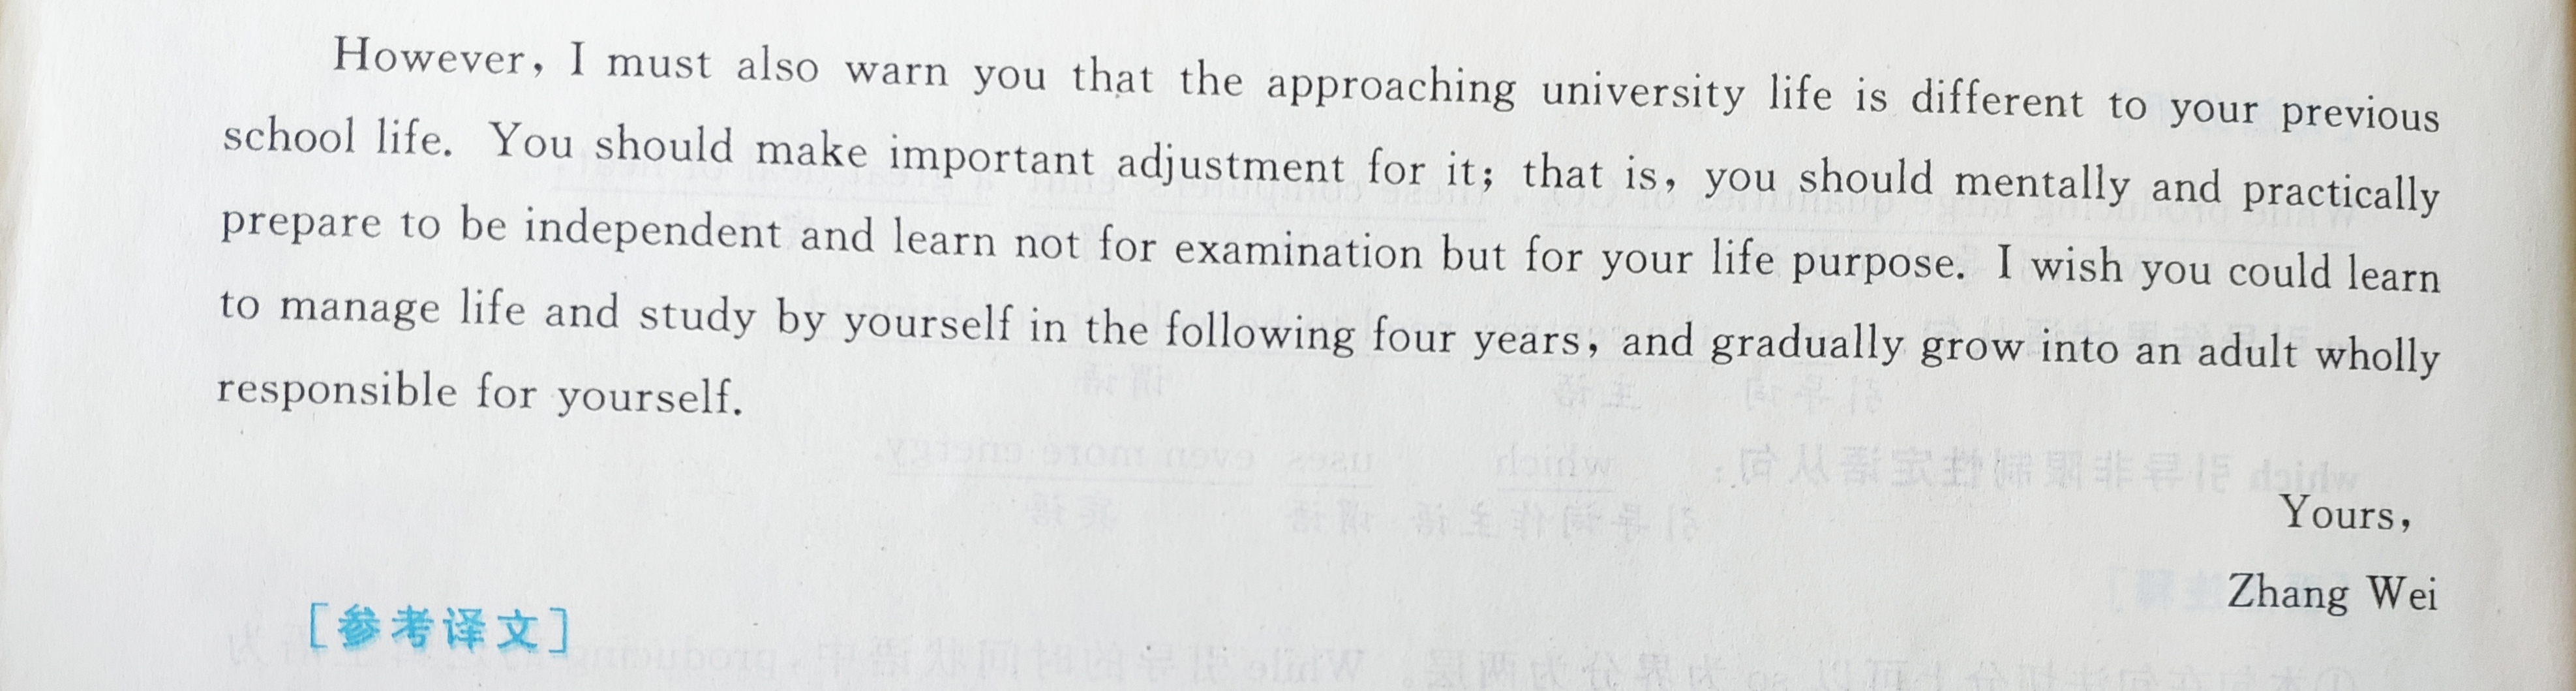 However, I must also warn you that the approaching university life is different to your previous
school life. You should make important adjustment for it; that is, you should mentally and practically
prepare to be independent and learn not for examination but for your life purpose. I wish you could learn
to manage life and study by yourself in the following four years, and gradually grow into an adult wholly
responsible for yourself.
Yours,
Zhang Wei
[参考译文]